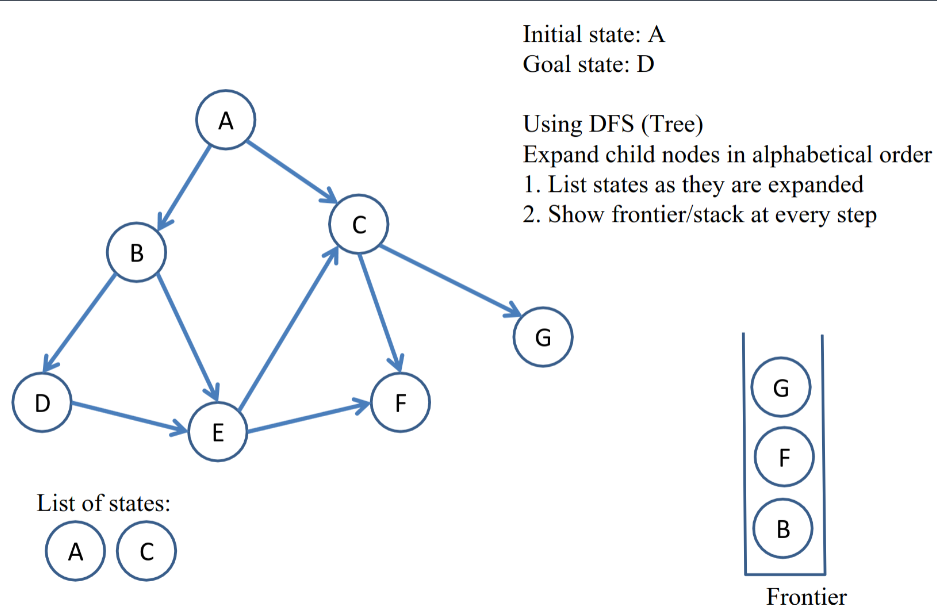 Initial state: A
Goal state: D
Using DFS (Tree)
Expand child nodes in alphabetical order
1. List states as they are expanded
2. Show frontier/stack at every step
A
C
B
G
D
F
E
List of states:
A C
G
F
B
Frontier